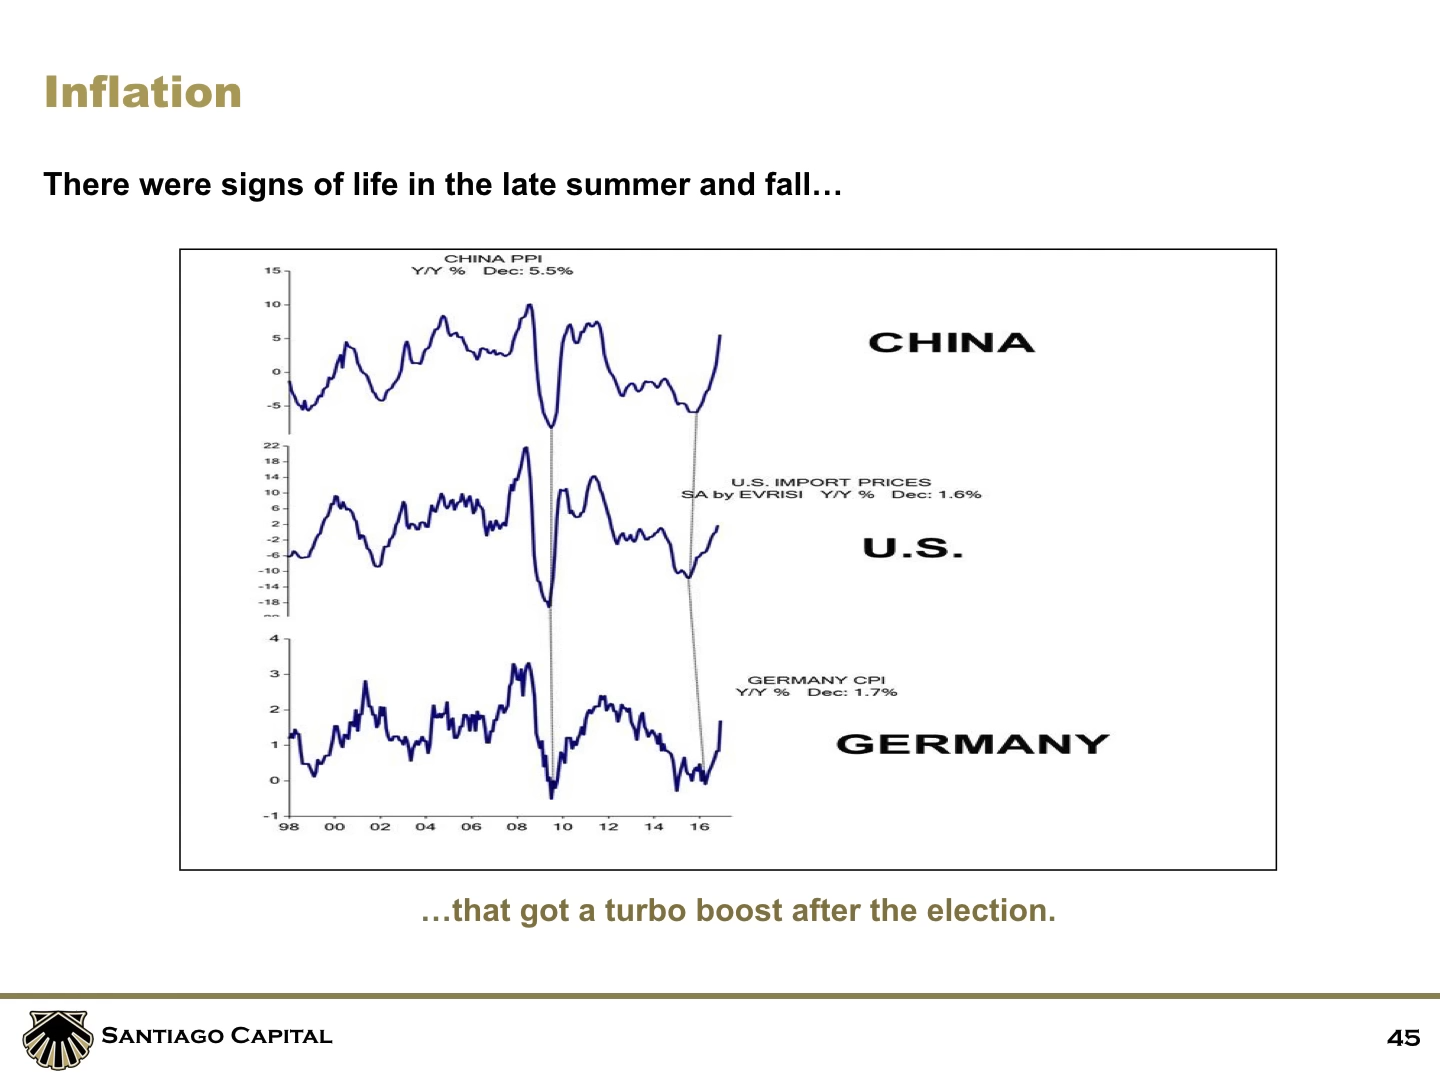 Inflation
There were signs of life in the late summer and fall…
CHINA PPI
Y/Y % Dec: 5.5%
15
10
5
0
-5
CHINA
22
18
14
10
6
2
-2
-6
-10
-14
-18
U.S. IMPORT PRICES
SA by EVRISI Y/Y % Dec: 1.6%
U.S.
4
3
2
1
0
-1
GERMANY CPI
Y/Y % Dec: 1.7%
GERMANY
98 00 02 04 06 08 10 12 14 16
…that got a turbo boost after the election.
SANTIAGO CAPITAL
45